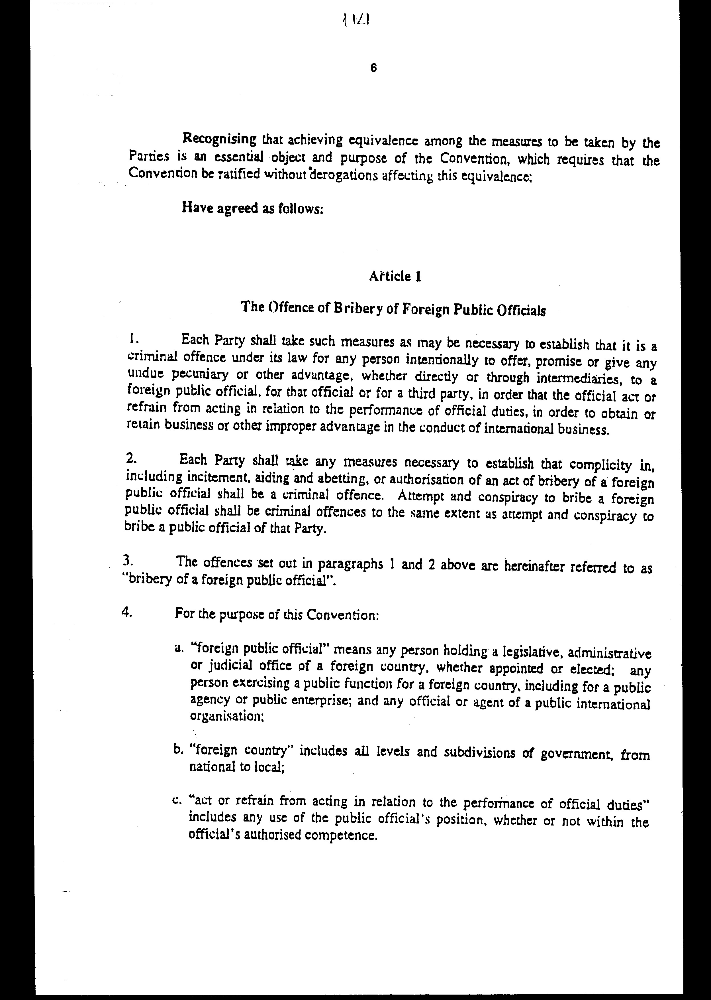 6
Recognising that achieving equivalence among the measures to be taken by the
Parties is an essential object and purpose of the Convention, which requires that the
Convention be ratified without derogations affecting this equivalence;
Have agreed as follows:
Article 1
The Offence of Bribery of Foreign Public Officials
1. Each Party shall take such measures as may be necessary to establish that it is a
criminal offence under its law for any person intentionally to offer, promise or give any
undue pecuniary or other advantage, whether directly or through intermediaries, to a
foreign public official, for that official or for a third party, in order that the official act or
refrain from acting in relation to the performance of official duties, in order to obtain or
retain business or other improper advantage in the conduct of international business.
2. Each Party shall take any measures necessary to establish that complicity in,
including incitement, aiding and abetting, or authorisation of an act of bribery of a foreign
public official shall be a criminal offence. Attempt and conspiracy to bribe a foreign
public official shall be criminal offences to the same extent as attempt and conspiracy to
bribe a public official of that Party.
3. The offences set out in paragraphs 1 and 2 above are hereinafter referred to as
“bribery of a foreign public official”.
4. For the purpose of this Convention:
a. “foreign public official” means any person holding a legislative, administrative
or judicial office of a foreign country, whether appointed or elected; any
person exercising a public function for a foreign country, including for a public
agency or public enterprise; and any official or agent of a public international
organisation;
b. “foreign country” includes all levels and subdivisions of government, from
national to local;
c. “act or refrain from acting in relation to the performance of official duties”
includes any use of the public official's position, whether or not within the
official's authorised competence.